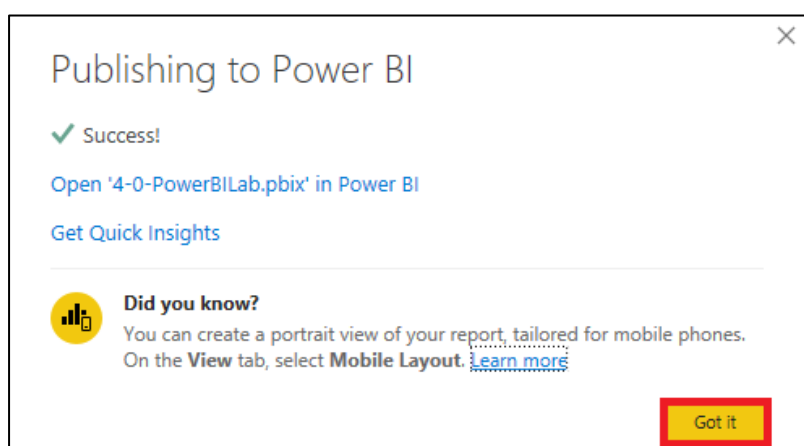 Publishing to Power BI
Success!
Open '4-0-PowerBILab.pbix' in Power BI
Get Quick Insights
Did you know?
You can create a portrait view of your report, tailored for mobile phones.
On the View tab, select Mobile Layout. Learn more
Got it